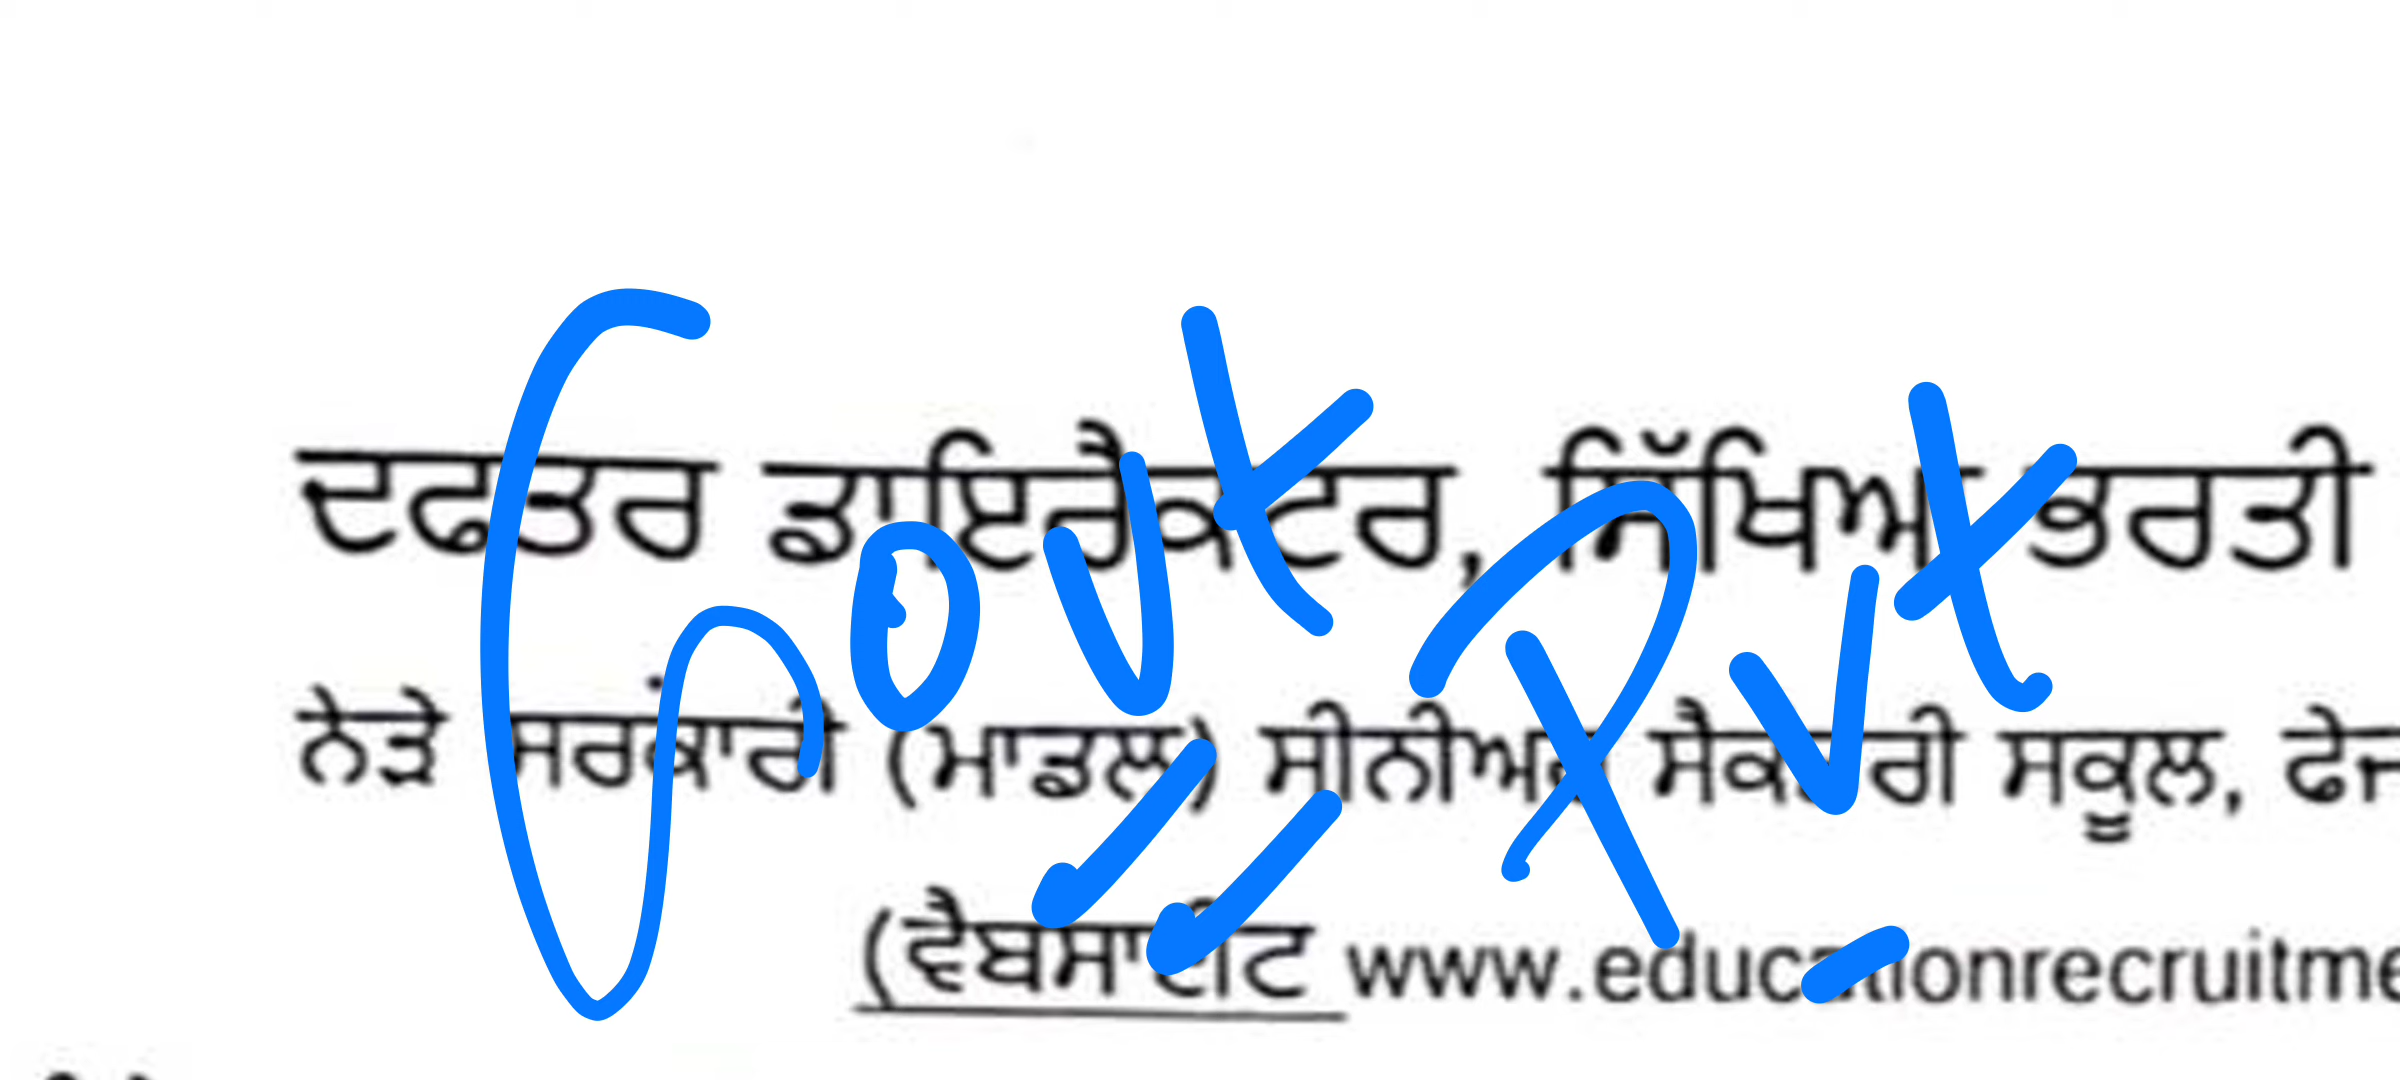 ਦਫਤਰ ਡਾਇਰੈਕਟਰ, ਸਿੱਖਿਆ ਭਰਤੀ
ਨੇੜੇ ਸਰਕਾਰੀ (ਮਾਡਲ) ਸੀਨੀਅਰ ਸੈਕੰਡਰੀ ਸਕੂਲ, ਫੇਜ
(ਵੈਬਸਾਈਟ www.educationrecruitme
Govt Pvt